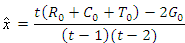 x̂ = t(R₀ + C₀ + T₀) − 2G₀ / (t − 1)(t − 2)